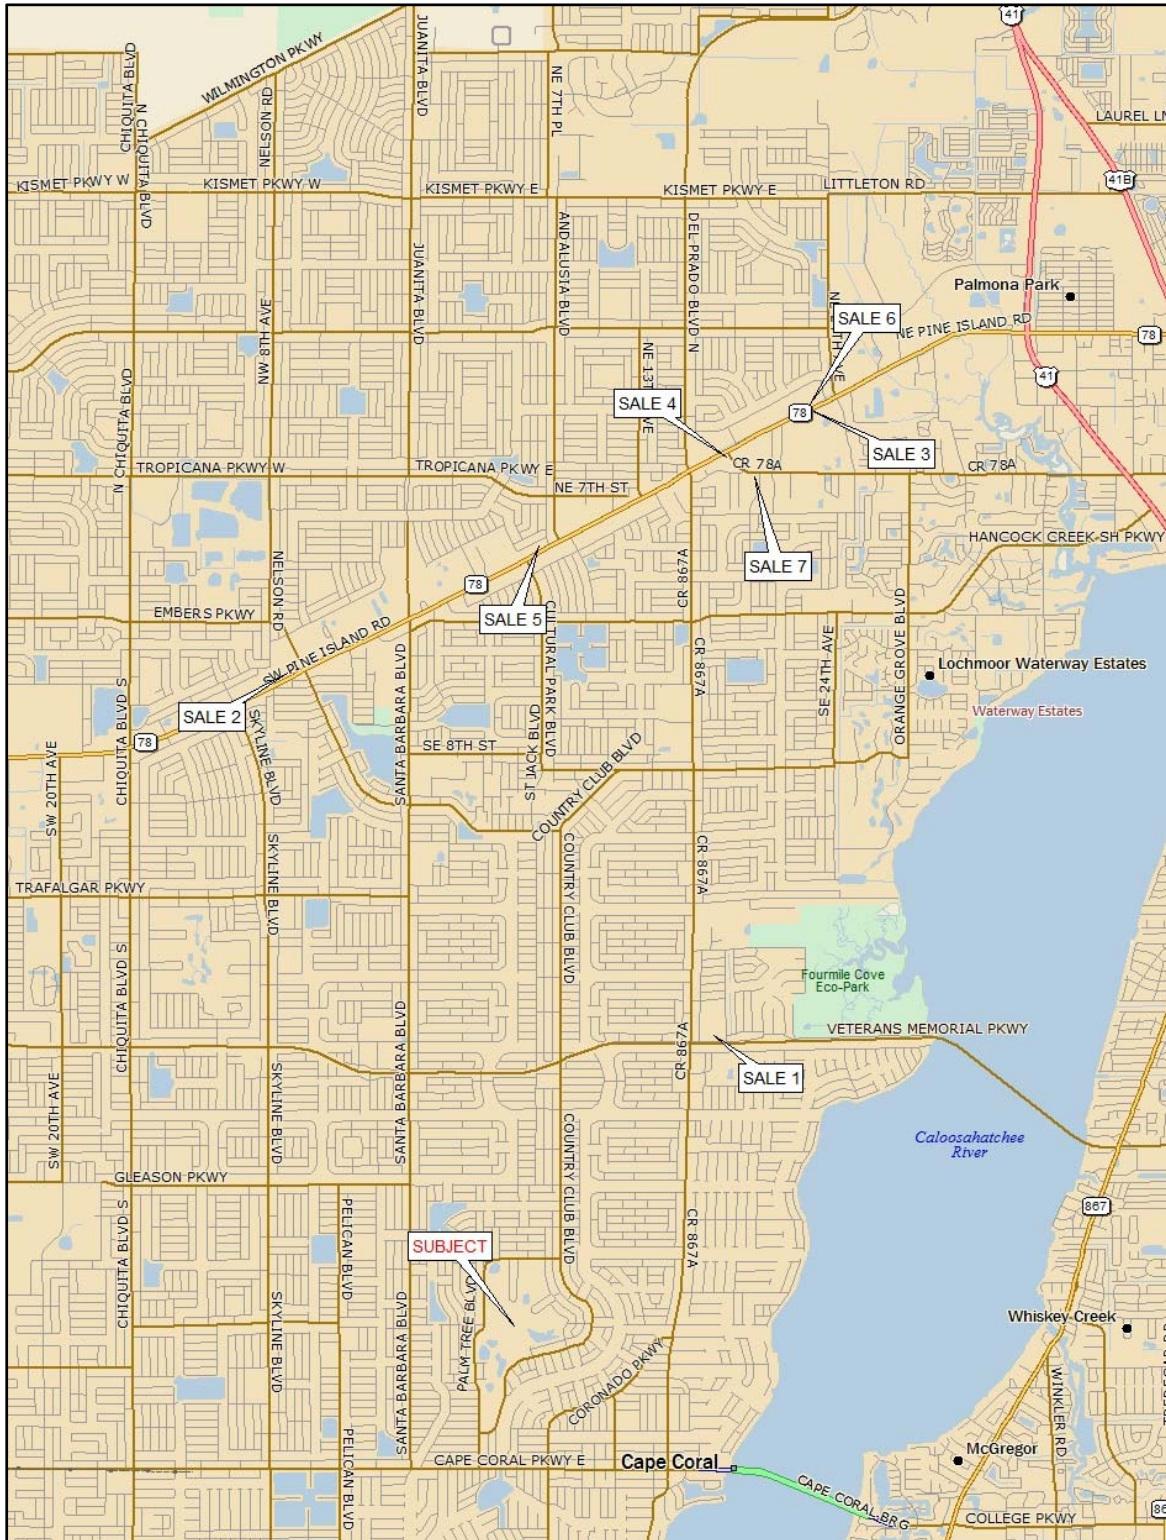 41
JUANITA BLVD
CHIQUITA BLVD
WILMINGTON PKWY
NE 7TH PL
NELSON RD
N CHIQUITA BLVD
LAUREL LN
KISMET PKWY W
KISMET PKWY W
KISMET PKWY E
KISMET PKWY E
LITTLETON RD
41B
ANDALUSIA BLVD
DEL PRADO BLVD N
JUANITA BLVD
Palmona Park
NW 8TH AVE
SALE 6
NE PINE ISLAND RD
78
41
N CHIQUITA BLVD
SALE 4
78
SALE 3
TROPICANA PKWY W
TROPICANA PKWY E
CR 78A
CR 78A
NE 7TH ST
HANCOCK CREEK SH PKWY
SALE 7
CR 867A
NELSON RD
78
EMBERS PKWY
SALE 5
CULTURAL PARK BLVD
ORANGE GROVE BLVD
SW PINE ISLAND RD
SE 24TH AVE
CR 867A
Lochmoor Waterway Estates
Waterway Estates
SALE 2
CHIQUITA BLVD S
78
SKYLINE BLVD
SANTA BARBARA BLVD
SE 8TH ST
ST JACK BLVD
COUNTRY CLUB BLVD
SW 20TH AVE
SKYLINE BLVD
COUNTRY CLUB BLVD
CR 867A
TRAFALGAR PKWY
CHIQUITA BLVD S
Fourmile Cove
Eco-Park
SANTA BARBARA BLVD
CR 867A
VETERANS MEMORIAL PKWY
SALE 1
SW 20TH AVE
SKYLINE BLVD
COUNTRY CLUB BLVD
Caloosahatchee
River
GLEASON PKWY
867
CHIQUITA BLVD S
PELICAN BLVD
CR 867A
SUBJECT
PALM TREE BLVD
SKYLINE BLVD
SANTA BARBARA BLVD
Whiskey Creek
CORONADO PKWY
WINKLER RD
PELICAN BLVD
CAPE CORAL PKWY E
Cape Coral
McGregor
CAPE CORAL BRG
COLLEGE PKWY